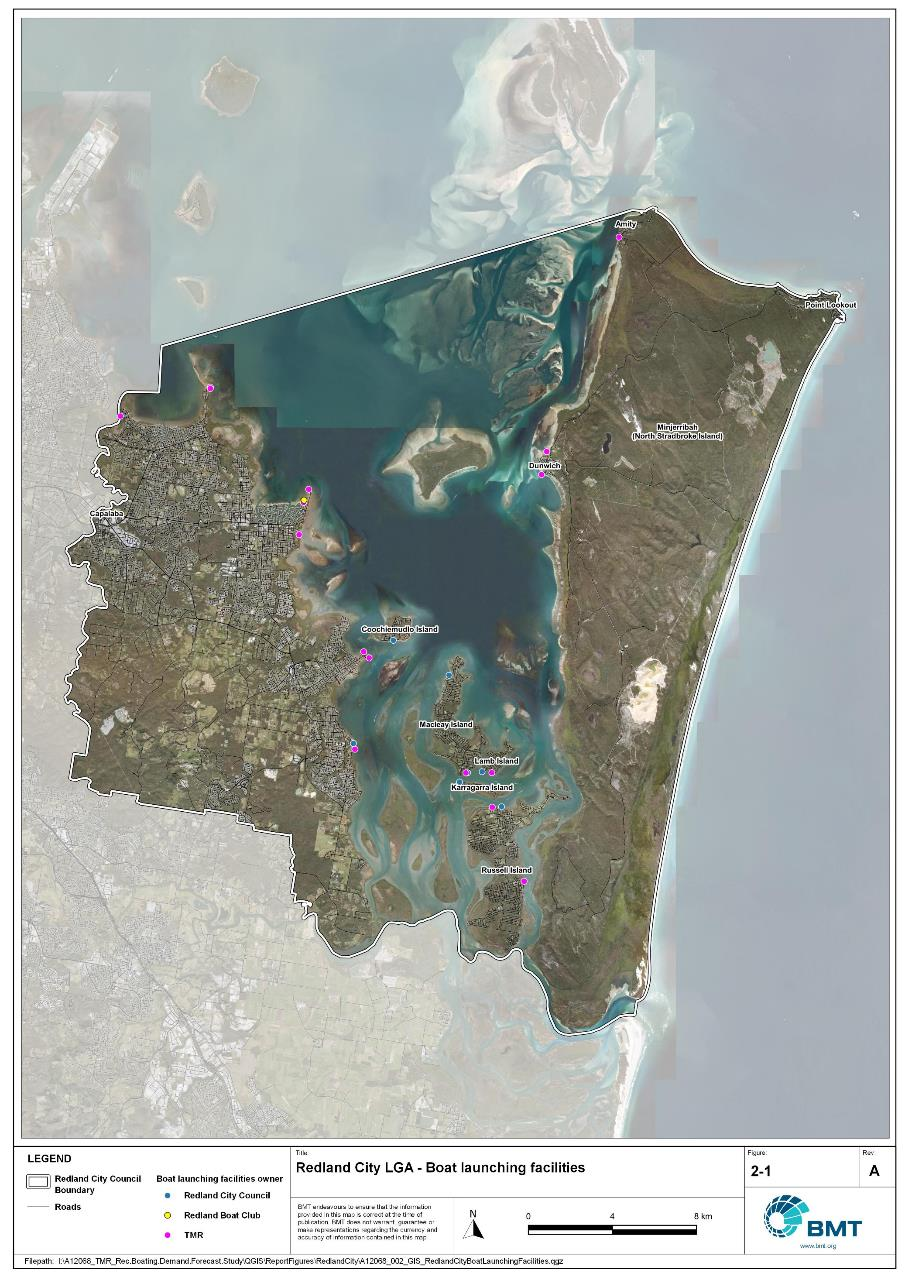 Amity
Point Lookout
Minjerribah
(North Stradbroke Island)
Dunwich
Capalaba
Coochiemudlo Island
Macleay Island
Lamb Island
Karragarra Island
Russell Island
LEGEND
Redland City Council
Boundary
Roads
Boat launching facilities owner
Redland City Council
Redland Boat Club
TMR
Title:
Redland City LGA - Boat launching facilities
BMT endeavours to ensure that the information
provided in this map is correct at the time of
publication. BMT does not warrant, guarantee or
make representations regarding the currency and
accuracy of information contained in this map.
N
0 4 8 km
Figure:
2-1
Rev:
A
BMT
www.bmt.org
Filepath: I:\A12068_TMR_Rec.Boating.Demand.Forecast.Study\QGIS\ReportFigures\RedlandCity\A12068_002_GIS_RedlandCityBoatLaunchingFacilities.qgz